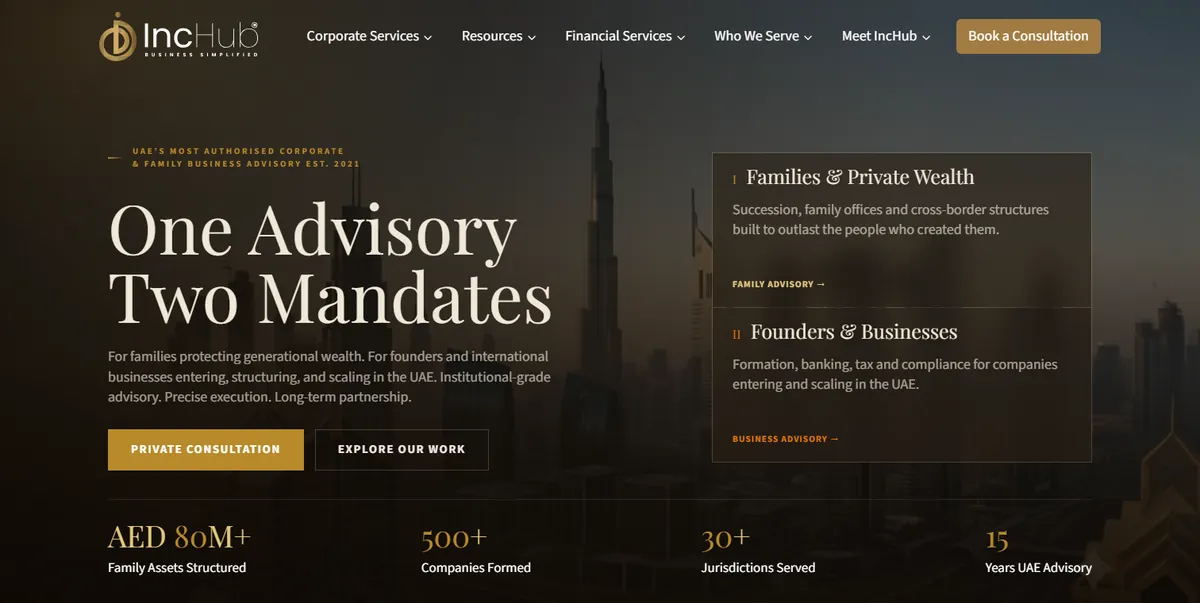 IncHub®
BUSINESS SIMPLIFIED
Corporate Services
Resources
Financial Services
Who We Serve
Meet IncHub
Book a Consultation
UAE'S MOST AUTHORISED CORPORATE
& FAMILY BUSINESS ADVISORY EST. 2021
One Advisory
Two Mandates
For families protecting generational wealth. For founders and international
businesses entering, structuring, and scaling in the UAE. Institutional-grade
advisory. Precise execution. Long-term partnership.
PRIVATE CONSULTATION
EXPLORE OUR WORK
I Families & Private Wealth
Succession, family offices and cross-border structures
built to outlast the people who created them.
FAMILY ADVISORY →
II Founders & Businesses
Formation, banking, tax and compliance for companies
entering and scaling in the UAE.
BUSINESS ADVISORY →
AED 80M+
Family Assets Structured
500+
Companies Formed
30+
Jurisdictions Served
15
Years UAE Advisory